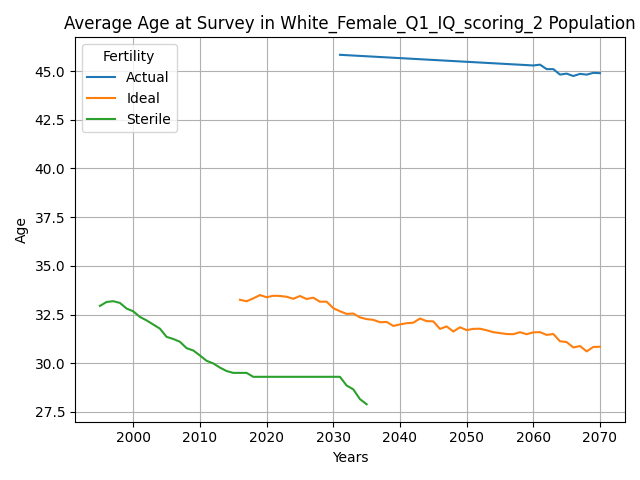 Average Age at Survey in White_Female_Q1_IQ_scoring_2 Population
Fertility
Actual
Ideal
Sterile
Age
45.0
42.5
40.0
37.5
35.0
32.5
30.0
27.5
2000 2010 2020 2030 2040 2050 2060 2070
Years